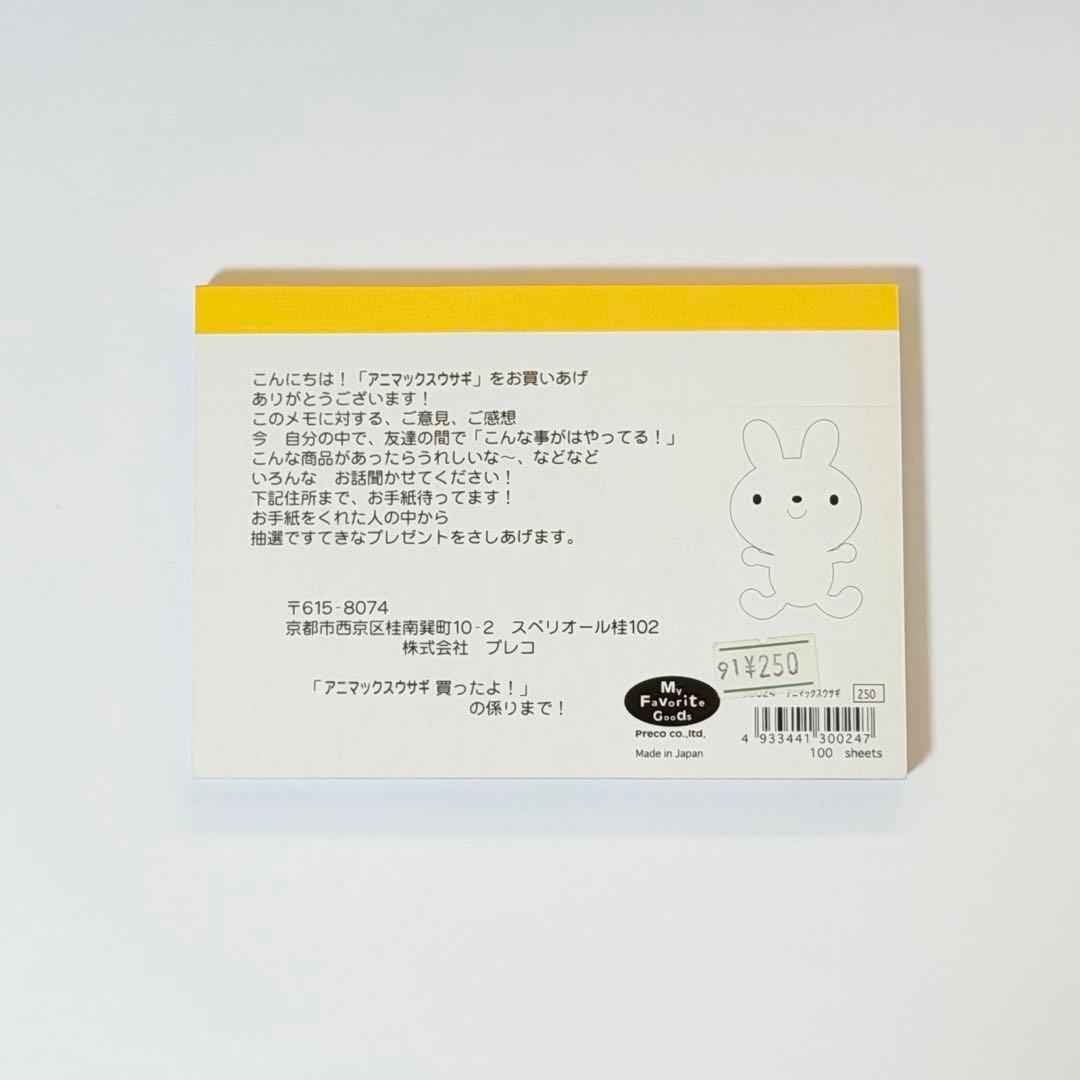 こんにちは！「アニマックスウサギ」をお買いあげ
ありがとうございます！
このメモに対する、ご意見、ご感想
今　自分の中で、友達の間で「こんな事がはやってる！」
こんな商品があったらうれしいな～、などなど
いろんな　お話聞かせてください！
下記住所まで、お手紙待ってます！
お手紙をくれた人の中から
抽選ですてきなプレゼントをさしあげます。
〒615-8074
京都市西京区桂南巽町10-2　スペリオール桂102
株式会社　プレコ
「アニマックスウサギ 買ったよ！」
の係りまで！
My
Favorite
Goods
Preco co.,ltd.
Made in Japan
91¥250
アニマックスウサギ 250
4 933441 300247
100 sheets